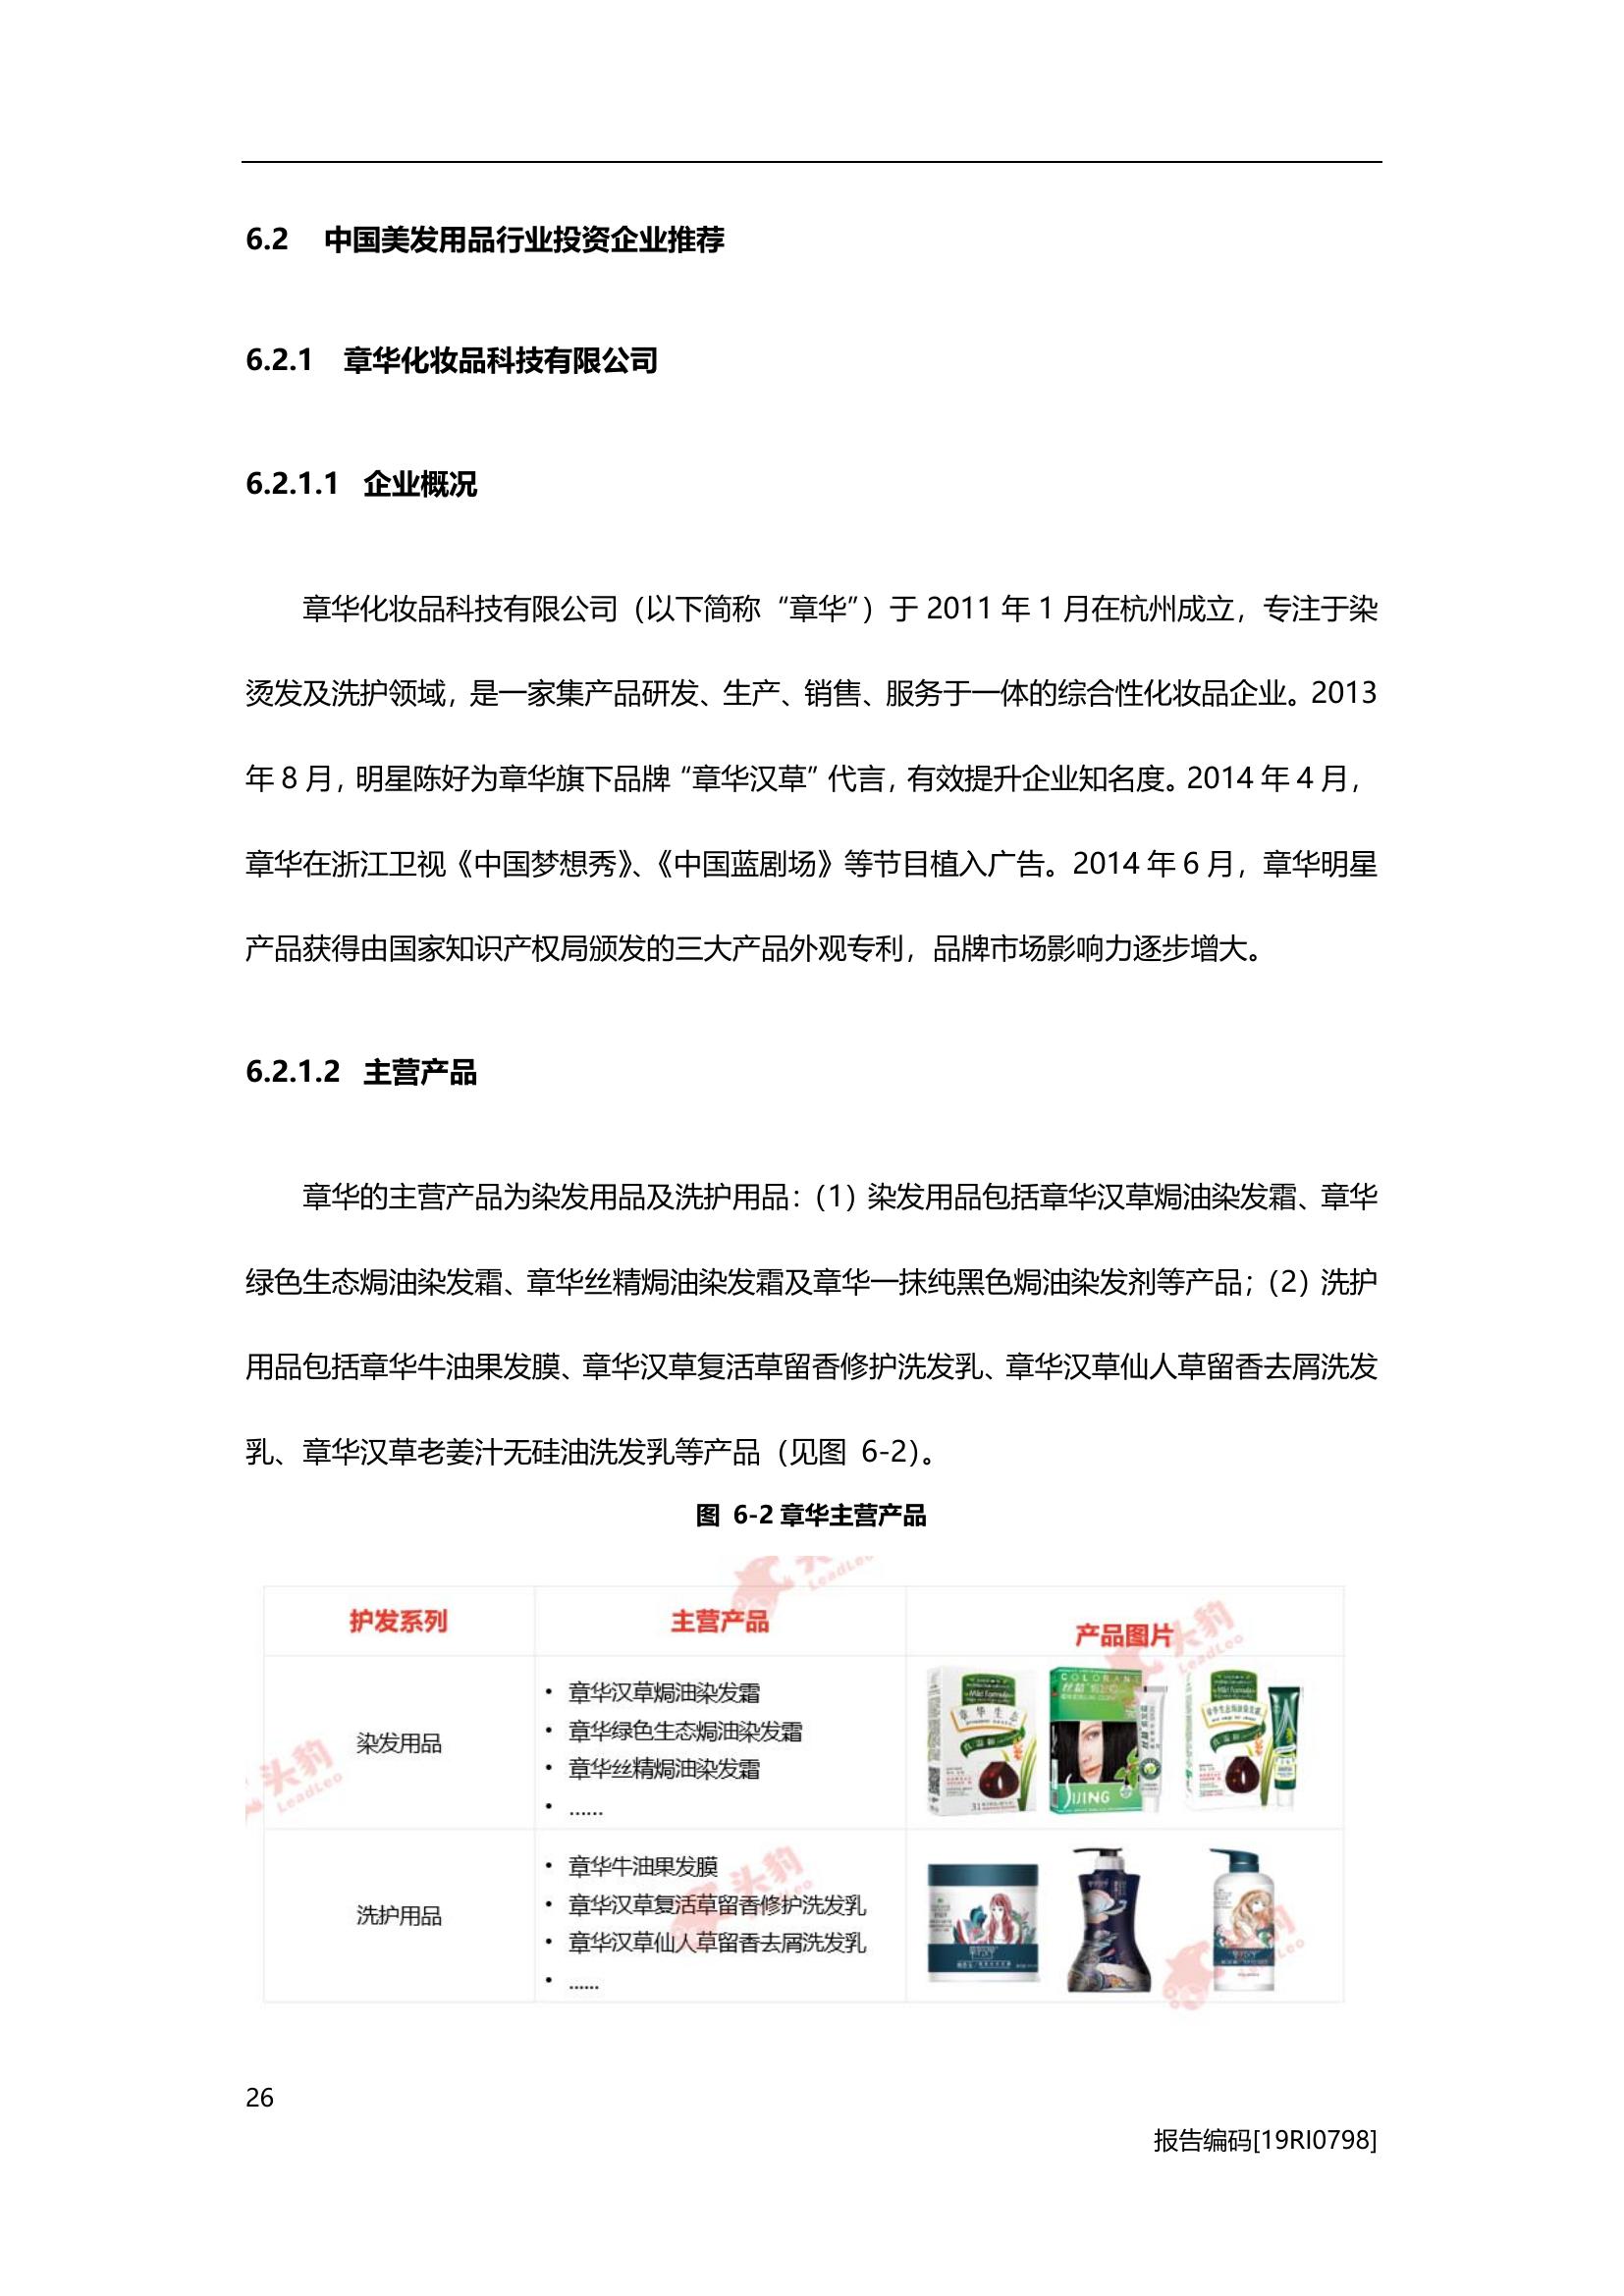 6.2 中国美发用品行业投资企业推荐
6.2.1 章华化妆品科技有限公司
6.2.1.1 企业概况
章华化妆品科技有限公司（以下简称“章华”）于 2011 年 1 月在杭州成立，专注于染
烫发及洗护领域，是一家集产品研发、生产、销售、服务于一体的综合性化妆品企业。2013
年 8 月，明星陈好为章华旗下品牌“章华汉草”代言，有效提升企业知名度。2014 年 4 月，
章华在浙江卫视《中国梦想秀》、《中国蓝剧场》等节目植入广告。2014 年 6 月，章华明星
产品获得由国家知识产权局颁发的三大产品外观专利，品牌市场影响力逐步增大。
6.2.1.2 主营产品
章华的主营产品为染发用品及洗护用品：（1）染发用品包括章华汉草焗油染发霜、章华
绿色生态焗油染发霜、章华丝精焗油染发霜及章华一抹纯黑色焗油染发剂等产品；（2）洗护
用品包括章华牛油果发膜、章华汉草复活草留香修护洗发乳、章华汉草仙人草留香去屑洗发
乳、章华汉草老姜汁无硅油洗发乳等产品（见图 6-2）。
图 6-2 章华主营产品
护发系列 主营产品 产品图片
染发用品
• 章华汉草焗油染发霜
• 章华绿色生态焗油染发霜
• 章华丝精焗油染发霜
• ……
章华生态
COLORANT
SIJING
洗护用品
• 章华牛油果发膜
• 章华汉草复活草留香修护洗发乳
• 章华汉草仙人草留香去屑洗发乳
• ……
头豹
LeadLeo
头豹
LeadLeo
头豹
26
报告编码[19RI0798]